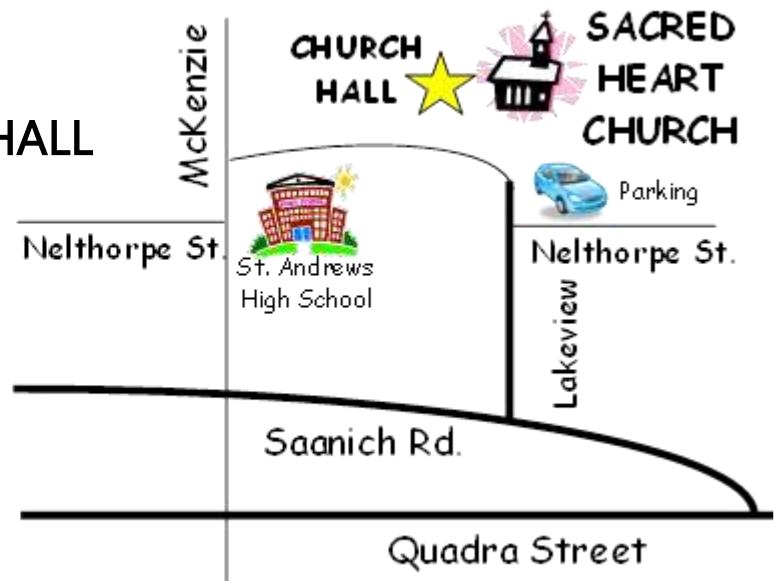 HALL
McKenzie
CHURCH
HALL
SACRED
HEART
CHURCH
Parking
Nelthorpe St.
St. Andrews
High School
Nelthorpe St.
Lakeview
Saanich Rd.
Quadra Street